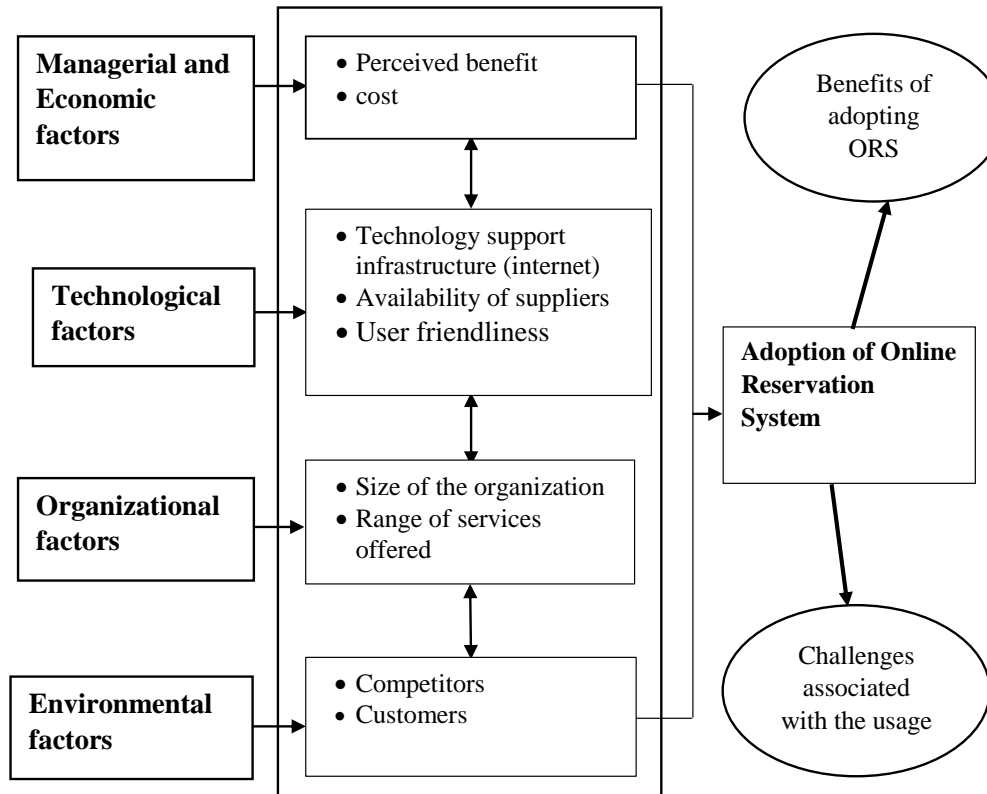 Managerial and
Economic
factors
• Perceived benefit
• cost
Benefits of
adopting
ORS
Technological
factors
• Technology support
infrastructure (internet)
• Availability of suppliers
• User friendliness
Adoption of Online
Reservation
System
Organizational
factors
• Size of the organization
• Range of services
offered
Environmental
factors
• Competitors
• Customers
Challenges
associated
with the usage